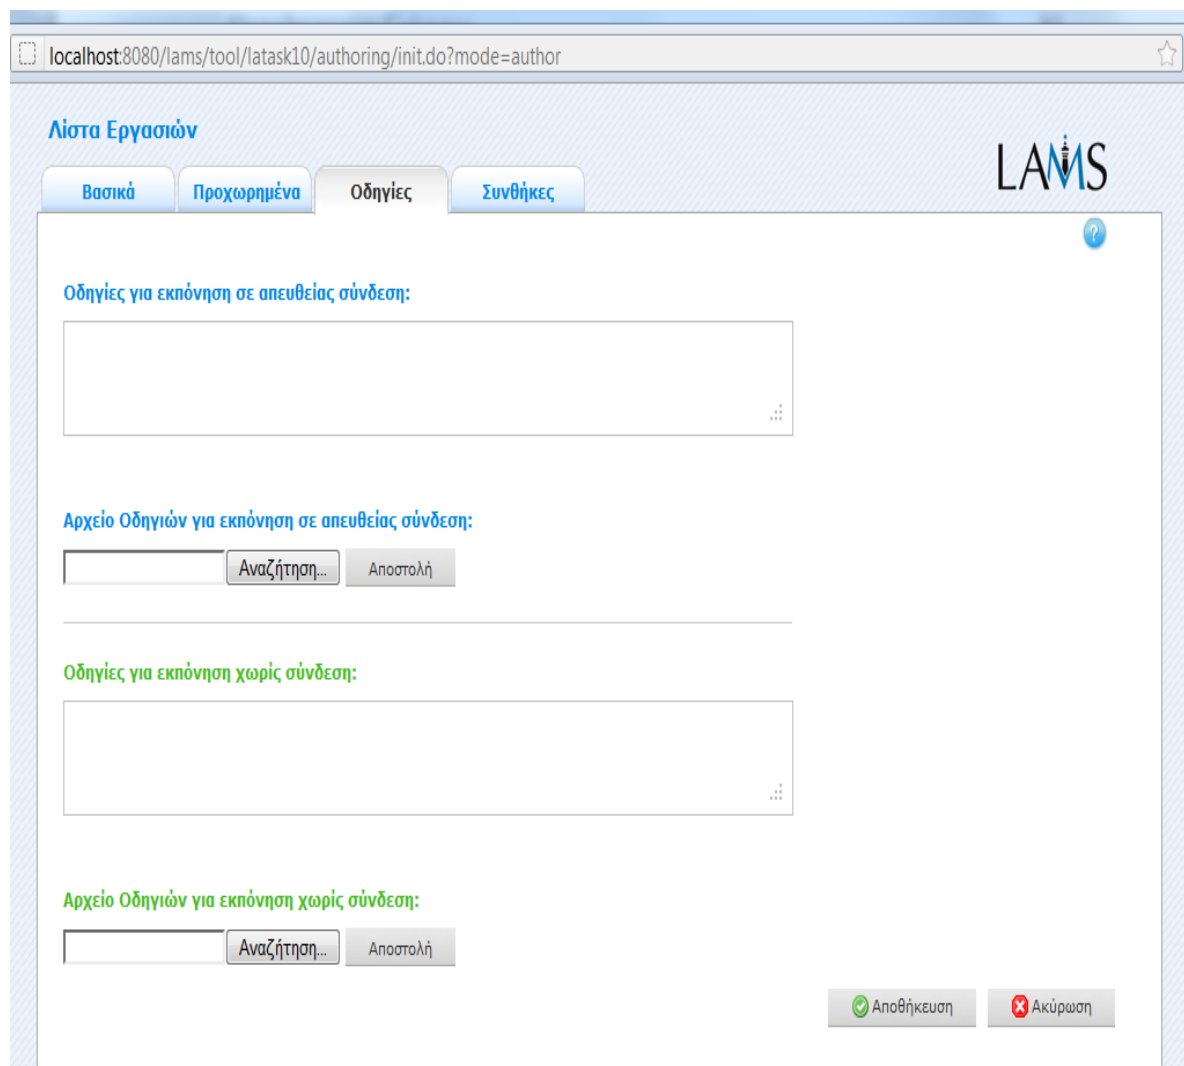 localhost:8080/lams/tool/latask10/authoring/init.do?mode=author
Λίστα Εργασιών
LAMS
Βασικά Προχωρημένα Οδηγίες Συνθήκες
?
Οδηγίες για εκπόνηση σε απευθείας σύνδεση:
Αρχείο Οδηγιών για εκπόνηση σε απευθείας σύνδεση:
Αναζήτηση... Αποστολή
Οδηγίες για εκπόνηση χωρίς σύνδεση:
Αρχείο Οδηγιών για εκπόνηση χωρίς σύνδεση:
Αναζήτηση... Αποστολή
Αποθήκευση Ακύρωση